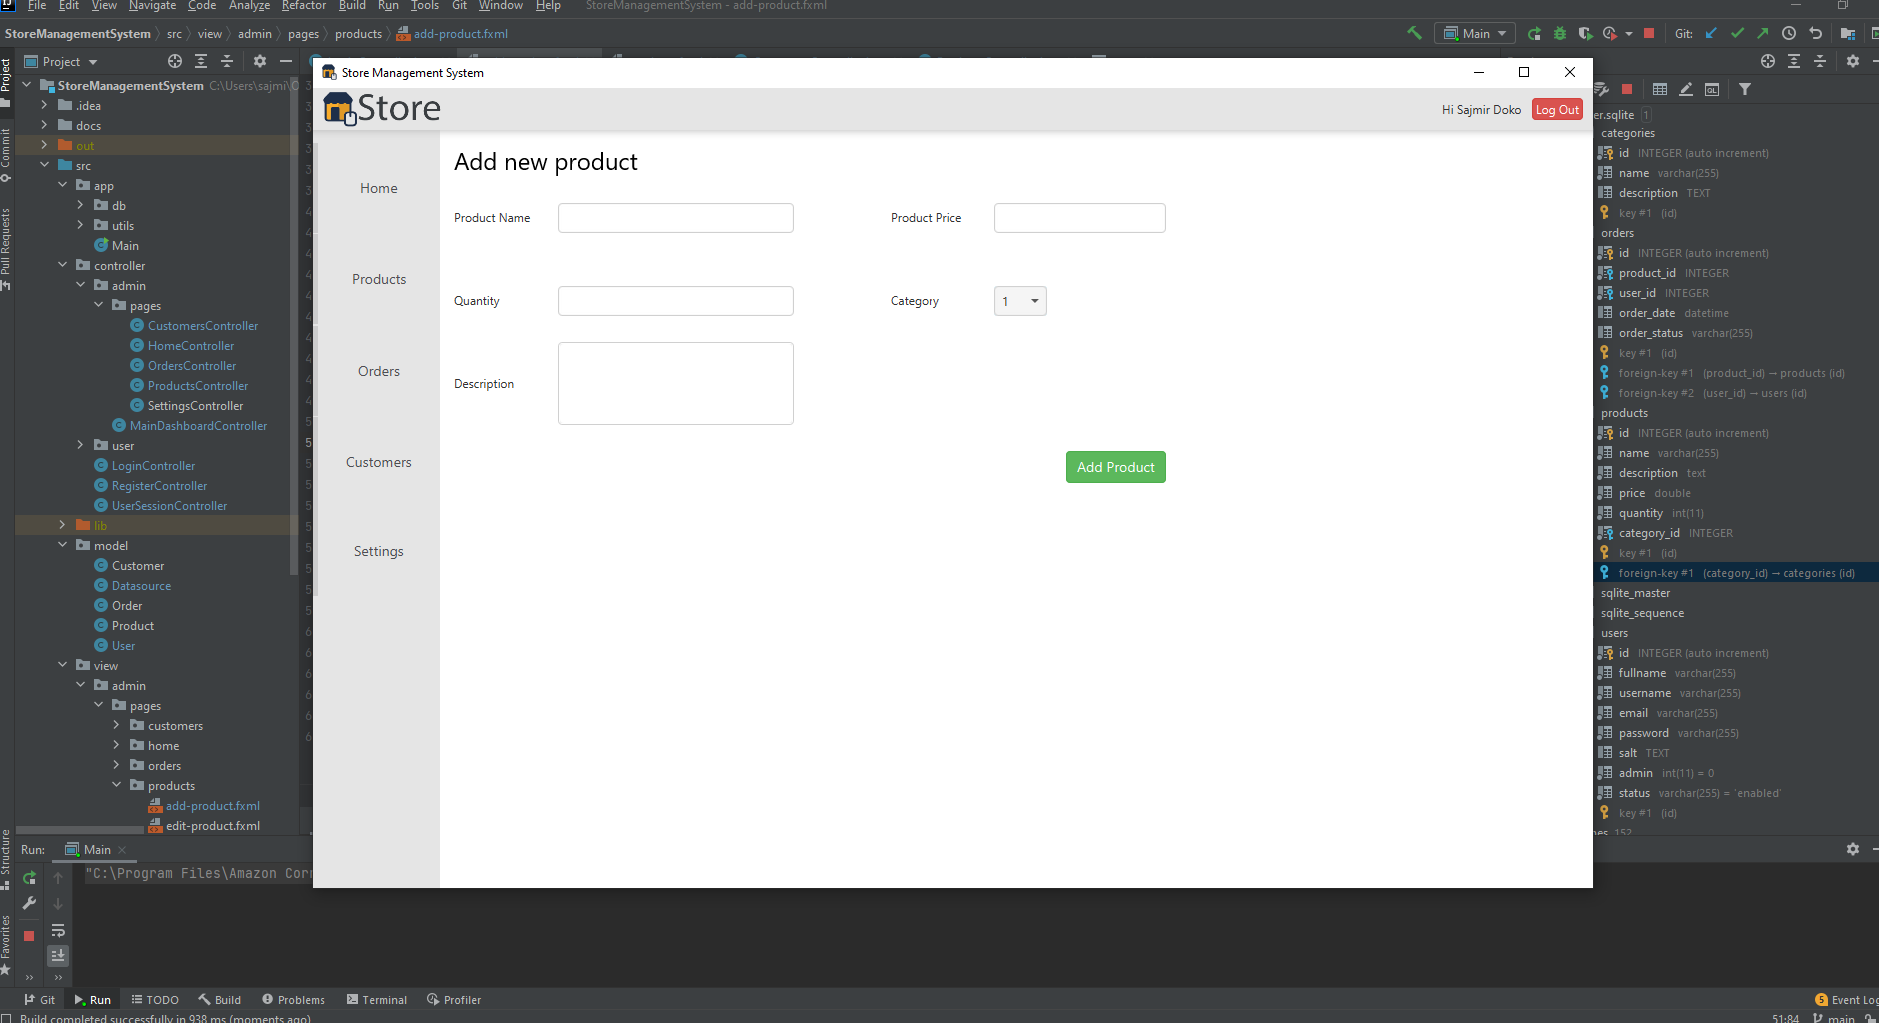 File Edit View Navigate Code Analyze Refactor Build Run Tools Git Window Help StoreManagementSystem - add-product.fxml
StoreManagementSystem src view admin pages products add-product.fxml Main Git:
Project
StoreManagementSystem C:\Users\sajmi\O
.idea
docs
out
src
app
db
utils
Main
controller
admin
pages
CustomersController
HomeController
OrdersController
ProductsController
SettingsController
MainDashboardController
user
LoginController
RegisterController
UserSessionController
lib
model
Customer
Datasource
Order
Product
User
view
admin
pages
customers
home
orders
products
add-product.fxml
edit-product.fxml
Project
Commit
Pull Requests
Structure
Favorites
Store Management System
Store
Hi Sajmir Doko Log Out
Home
Products
Orders
Customers
Settings
Add new product
Product Name Product Price
Quantity Category 1
Description
Add Product
er.sqlite 1
categories
id INTEGER (auto increment)
name varchar(255)
description TEXT
key #1 (id)
orders
id INTEGER (auto increment)
product_id INTEGER
user_id INTEGER
order_date datetime
order_status varchar(255)
key #1 (id)
foreign-key #1 (product_id) → products (id)
foreign-key #2 (user_id) → users (id)
products
id INTEGER (auto increment)
name varchar(255)
description text
price double
quantity int(11)
category_id INTEGER
key #1 (id)
foreign-key #1 (category_id) → categories (id)
sqlite_master
sqlite_sequence
users
id INTEGER (auto increment)
fullname varchar(255)
username varchar(255)
email varchar(255)
password varchar(255)
salt TEXT
admin int(11) = 0
status varchar(255) = 'enabled'
key #1 (id)
es 152
Run: Main
"C:\Program Files\Amazon Corr
Git Run TODO Build Problems Terminal Profiler 5 Event Log
Build completed successfully in 938 ms (moments ago) 51:84 main